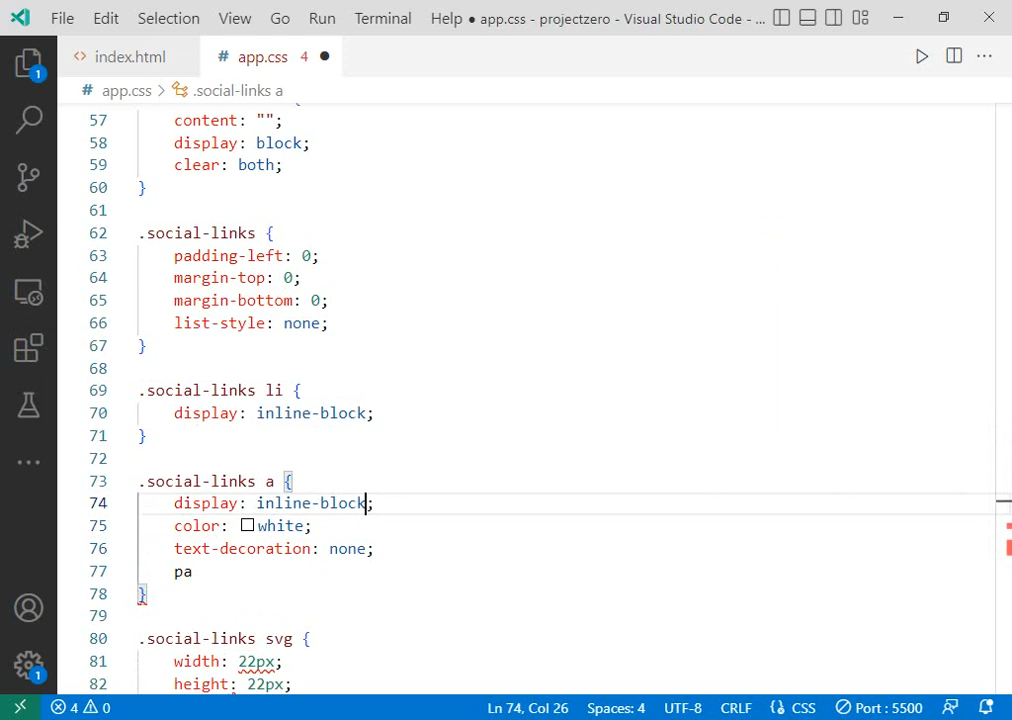 File Edit Selection View Go Run Terminal Help ● app.css - projectzero - Visual Studio Code - ...
<> index.html # app.css 4 ●
# app.css > .social-links a
57 content: "";
58 display: block;
59 clear: both;
60 }
61
62 .social-links {
63 padding-left: 0;
64 margin-top: 0;
65 margin-bottom: 0;
66 list-style: none;
67 }
68
69 .social-links li {
70 display: inline-block;
71 }
72
73 .social-links a {
74 display: inline-block;
75 color: white;
76 text-decoration: none;
77 pa
78 }
79
80 .social-links svg {
81 width: 22px;
82 height: 22px;
1
1
4 0 Ln 74, Col 26 Spaces: 4 UTF-8 CRLF {} CSS Port : 5500